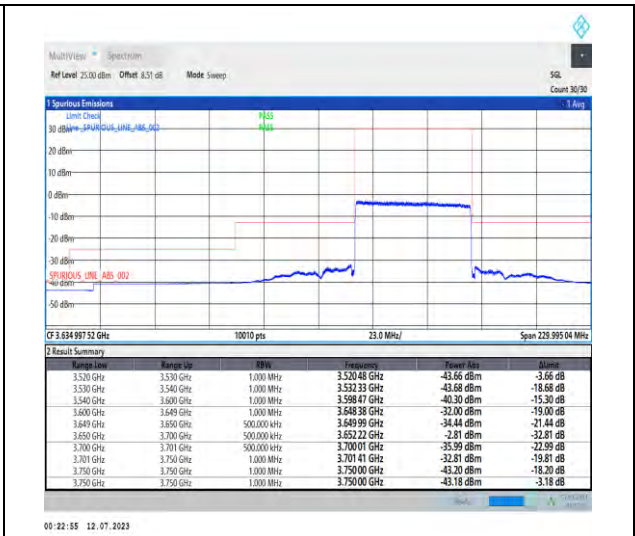 MultiView Spectrum
Ref Level 25.00 dBm Offset 8.51 dB Mode Sweep SGL
Count 30/30
1 Spurious Emissions 1 Avg
Limit Check PASS
30 dBm Line _SPURIOUS_LINE_ABS_002 PASS
20 dBm
10 dBm
0 dBm
-10 dBm
-20 dBm
-30 dBm
SPURIOUS_LINE_ABS_002
-40 dBm
-50 dBm
CF 3.634 997 52 GHz 10010 pts 23.0 MHz/ Span 229.995 04 MHz
2 Result Summary
Range Low Range Up RBW Frequency Power Abs ΔLimit
3.520 GHz 3.530 GHz 1.000 MHz 3.520 48 GHz -43.66 dBm -3.66 dB
3.530 GHz 3.540 GHz 1.000 MHz 3.532 33 GHz -43.68 dBm -18.68 dB
3.540 GHz 3.600 GHz 1.000 MHz 3.598 47 GHz -40.30 dBm -15.30 dB
3.600 GHz 3.649 GHz 1.000 MHz 3.648 38 GHz -32.00 dBm -19.00 dB
3.649 GHz 3.650 GHz 500.000 kHz 3.649 99 GHz -34.44 dBm -21.44 dB
3.650 GHz 3.700 GHz 500.000 kHz 3.652 22 GHz -2.81 dBm -32.81 dB
3.700 GHz 3.701 GHz 500.000 kHz 3.700 01 GHz -35.99 dBm -22.99 dB
3.701 GHz 3.750 GHz 1.000 MHz 3.701 41 GHz -32.81 dBm -19.81 dB
3.750 GHz 3.750 GHz 1.000 MHz 3.750 00 GHz -43.20 dBm -18.20 dB
3.750 GHz 3.750 GHz 1.000 MHz 3.750 00 GHz -43.18 dBm -3.18 dB
00:22:55 12.07.2023